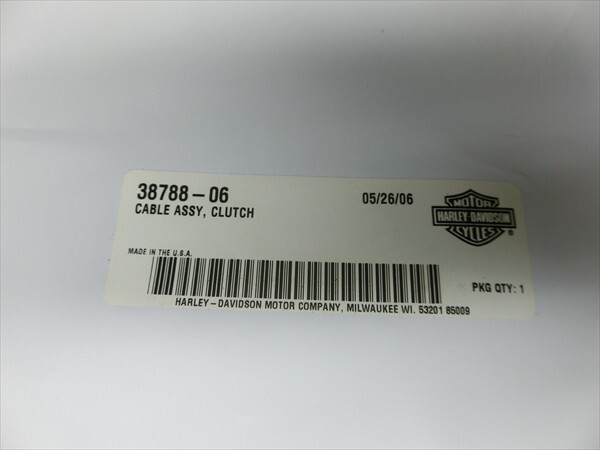 38788-06 05/26/06
CABLE ASSY, CLUTCH
MOTOR
HARLEY-DAVIDSON
CYCLES ®
MADE IN THE U.S.A.
PKG QTY: 1
HARLEY-DAVIDSON MOTOR COMPANY, MILWAUKEE WI. 53201 85009